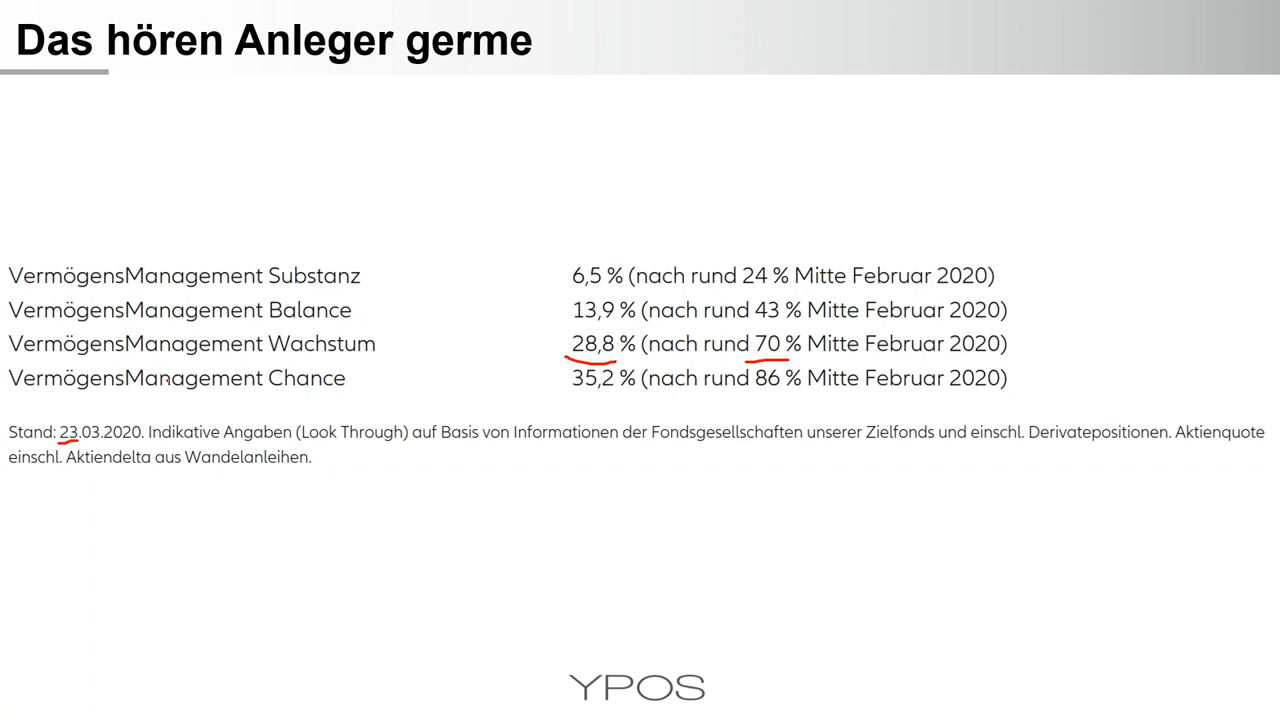 Das hören Anleger germe
VermögensManagement Substanz 6,5 % (nach rund 24 % Mitte Februar 2020)
VermögensManagement Balance 13,9 % (nach rund 43 % Mitte Februar 2020)
VermögensManagement Wachstum 28,8 % (nach rund 70 % Mitte Februar 2020)
VermögensManagement Chance 35,2 % (nach rund 86 % Mitte Februar 2020)
Stand: 23.03.2020. Indikative Angaben (Look Through) auf Basis von Informationen der Fondsgesellschaften unserer Zielfonds und einschl. Derivatepositionen. Aktienquote
einschl. Aktiendelta aus Wandelanleihen.
YPOS